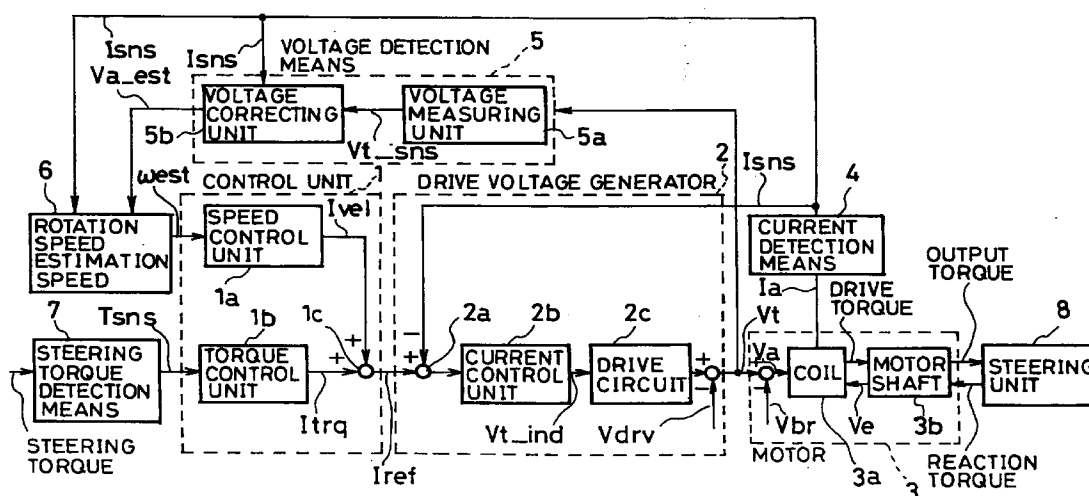 Isns
Va_est
Isns
VOLTAGE DETECTION
MEANS
5
VOLTAGE
CORRECTING
UNIT
5b
VOLTAGE
MEASURING
UNIT
5a
Vt_sns
6
ωest
CONTROL UNIT
1
Ivel
DRIVE VOLTAGE GENERATOR
2
Isns
4
ROTATION
SPEED
ESTIMATION
SPEED
SPEED
CONTROL
UNIT
1a
CURRENT
DETECTION
MEANS
Ia
OUTPUT
TORQUE
DRIVE
TORQUE
7
Tsns
1b
1c
+
+
−
+
2a
2b
2c
+
−
Vt
Va
−
8
STEERING
TORQUE
DETECTION
MEANS
TORQUE
CONTROL
UNIT
CURRENT
CONTROL
UNIT
DRIVE
CIRCUIT
COIL
MOTOR
SHAFT
STEERING
UNIT
STEERING
TORQUE
Itrq
Iref
Vt_ind
Vdrv
Vbr
Ve
3b
MOTOR
3a
3
REACTION
TORQUE